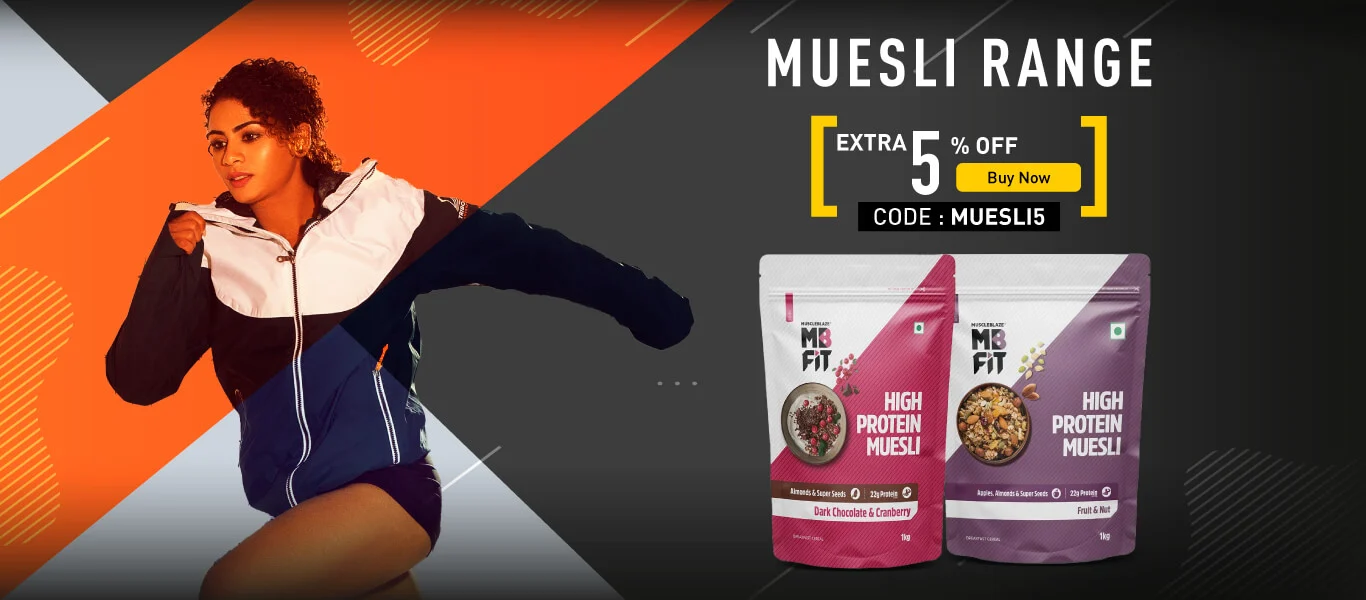 MUESLI RANGE
EXTRA 5 % OFF
Buy Now
CODE : MUESLI5
MUSCLEBLAZE
MB
FIT
HIGH
PROTEIN
MUESLI
Almonds & Super Seeds
22g Protein
Dark Chocolate & Cranberry
1kg
MUSCLEBLAZE
MB
FIT
HIGH
PROTEIN
MUESLI
Apples, Almonds & Super Seeds
22g Protein
Fruit & Nut
BREAKFAST CEREAL
1kg